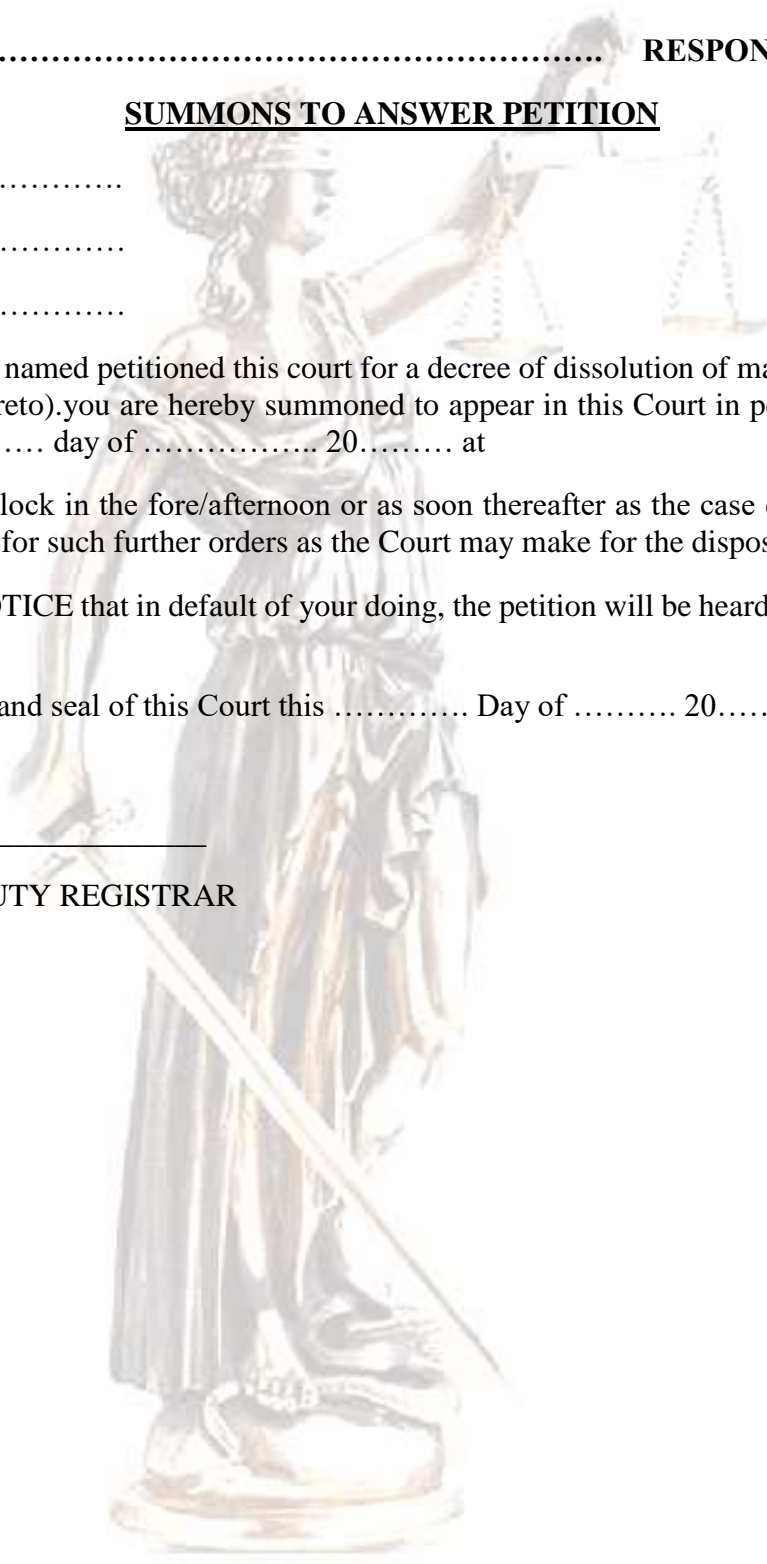 …………………………………………………………. RESPON
SUMMONS TO ANSWER PETITION
………….
…………
…………
named petitioned this court for a decree of dissolution of ma
reto).you are hereby summoned to appear in this Court in pe
…. day of …………….. 20……… at
lock in the fore/afternoon or as soon thereafter as the case
for such further orders as the Court may make for the dispos
OTICE that in default of your doing, the petition will be heard
and seal of this Court this …………. Day of ………. 20……
_____________
UTY REGISTRAR